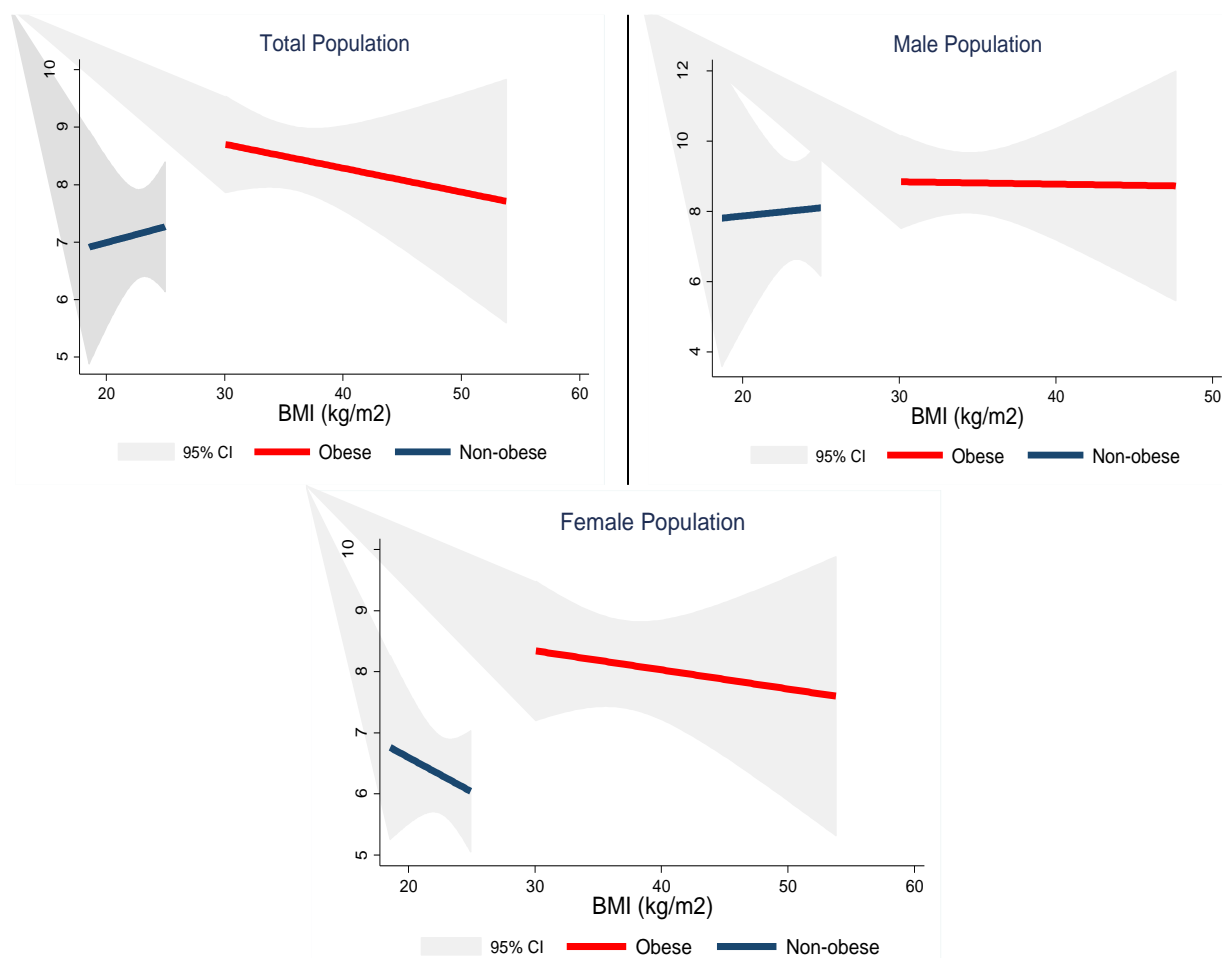 Total Population
10
9
8
7
6
5
20 30 40 50 60
BMI (kg/m2)
95% CI Obese Non-obese
Male Population
12
10
8
6
4
20 30 40 50
BMI (kg/m2)
95% CI Obese Non-obese
Female Population
10
9
8
7
6
5
20 30 40 50 60
BMI (kg/m2)
95% CI Obese Non-obese